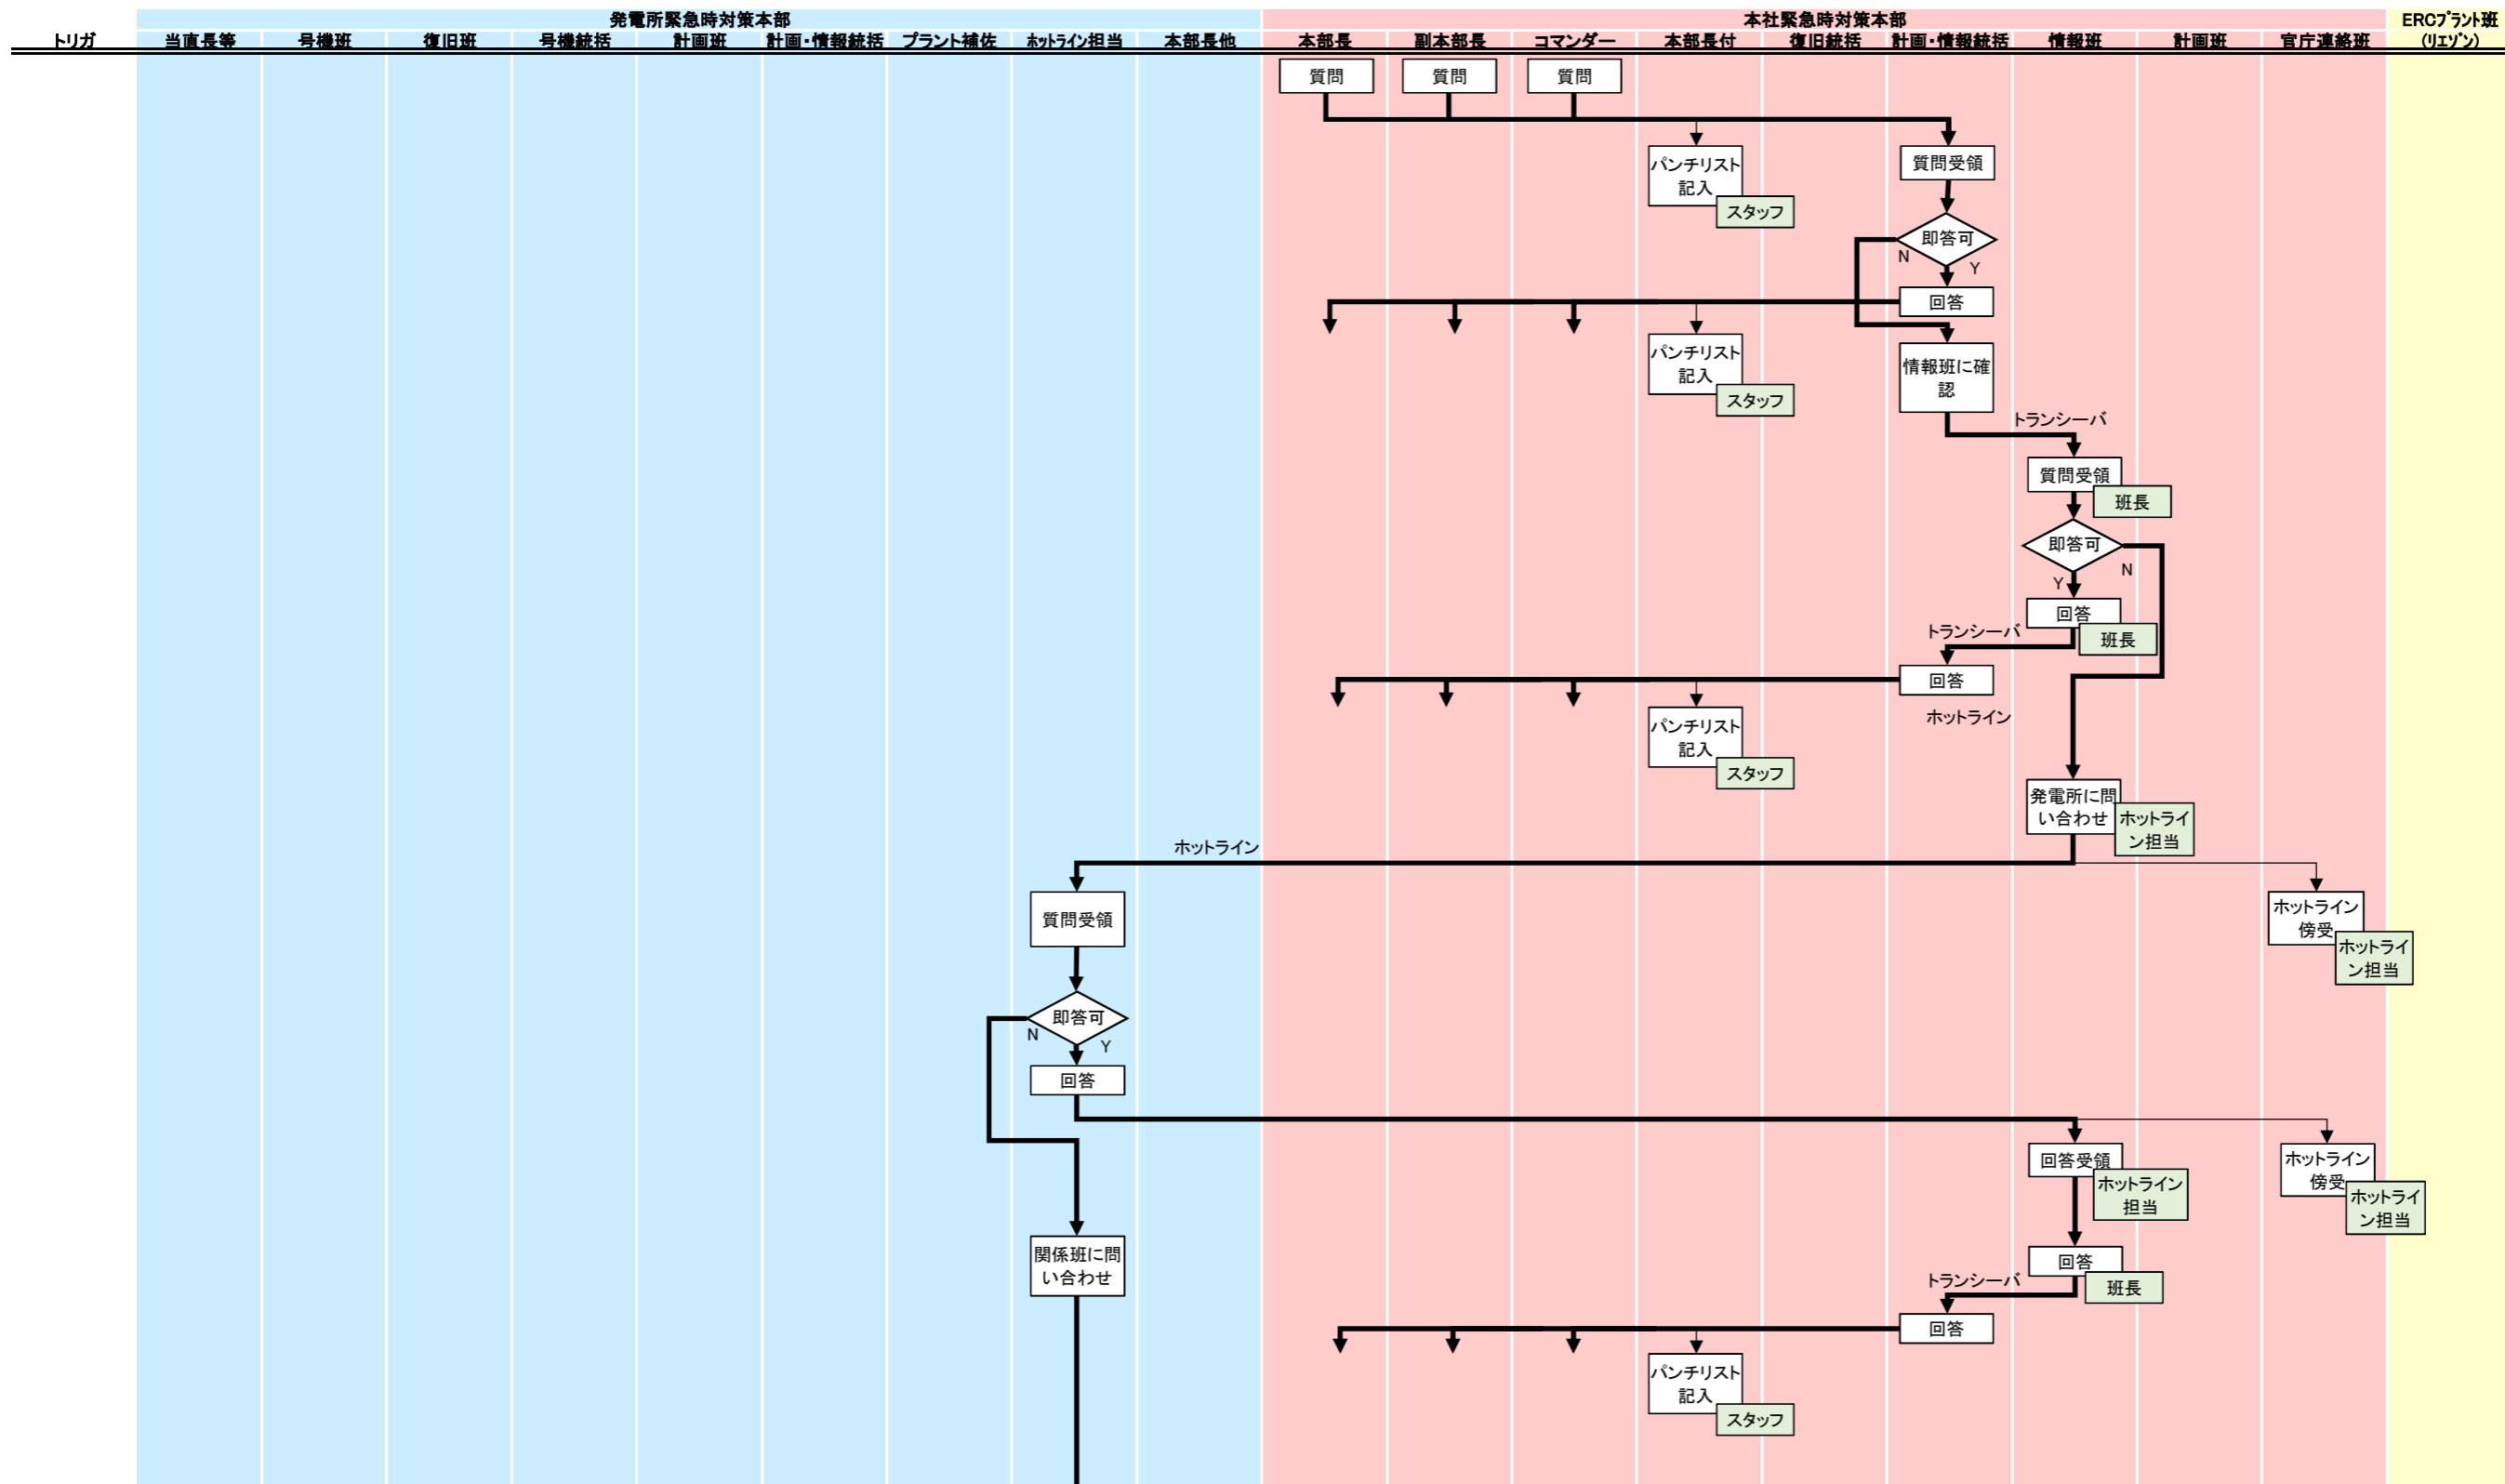 発電所緊急時対策本部
本社緊急時対策本部
ERCﾌﾟﾗﾝﾄ班
トリガ
当直長等
号機班
復旧班
号機統括
計画班
計画・情報統括
プラント補佐
ﾎｯﾄﾗｲﾝ担当
本部長他
本部長
副本部長
コマンダー
本部長付
復旧統括
計画・情報統括
情報班
計画班
官庁連絡班
(ﾘｴｿﾞﾝ)
質問
質問
質問
パンチリスト
記入
スタッフ
質問受領
即答可
N
Y
回答
パンチリスト
記入
スタッフ
情報班に確
認
トランシーバ
質問受領
班長
即答可
N
Y
回答
班長
トランシーバ
回答
ホットライン
パンチリスト
記入
スタッフ
発電所に問
い合わせ
ホットライ
ン担当
ホットライン
質問受領
ホットライン
傍受
ホットライ
ン担当
即答可
N
Y
回答
回答受領
ホットライン
担当
ホットライン
傍受
ホットライ
ン担当
関係班に問
い合わせ
回答
班長
トランシーバ
回答
パンチリスト
記入
スタッフ